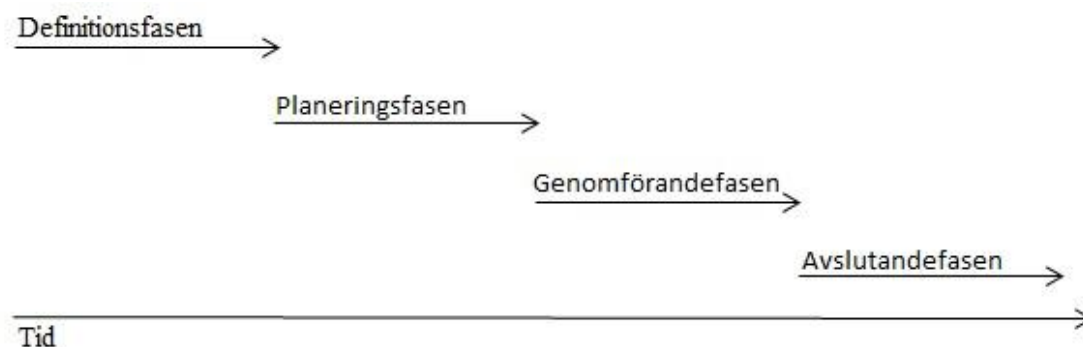 Definitionsfasen
Planeringsfasen
Genomförandefasen
Avslutandefasen
Tid